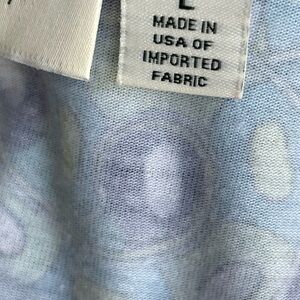 L
MADE IN
USA OF
IMPORTED
FABRIC